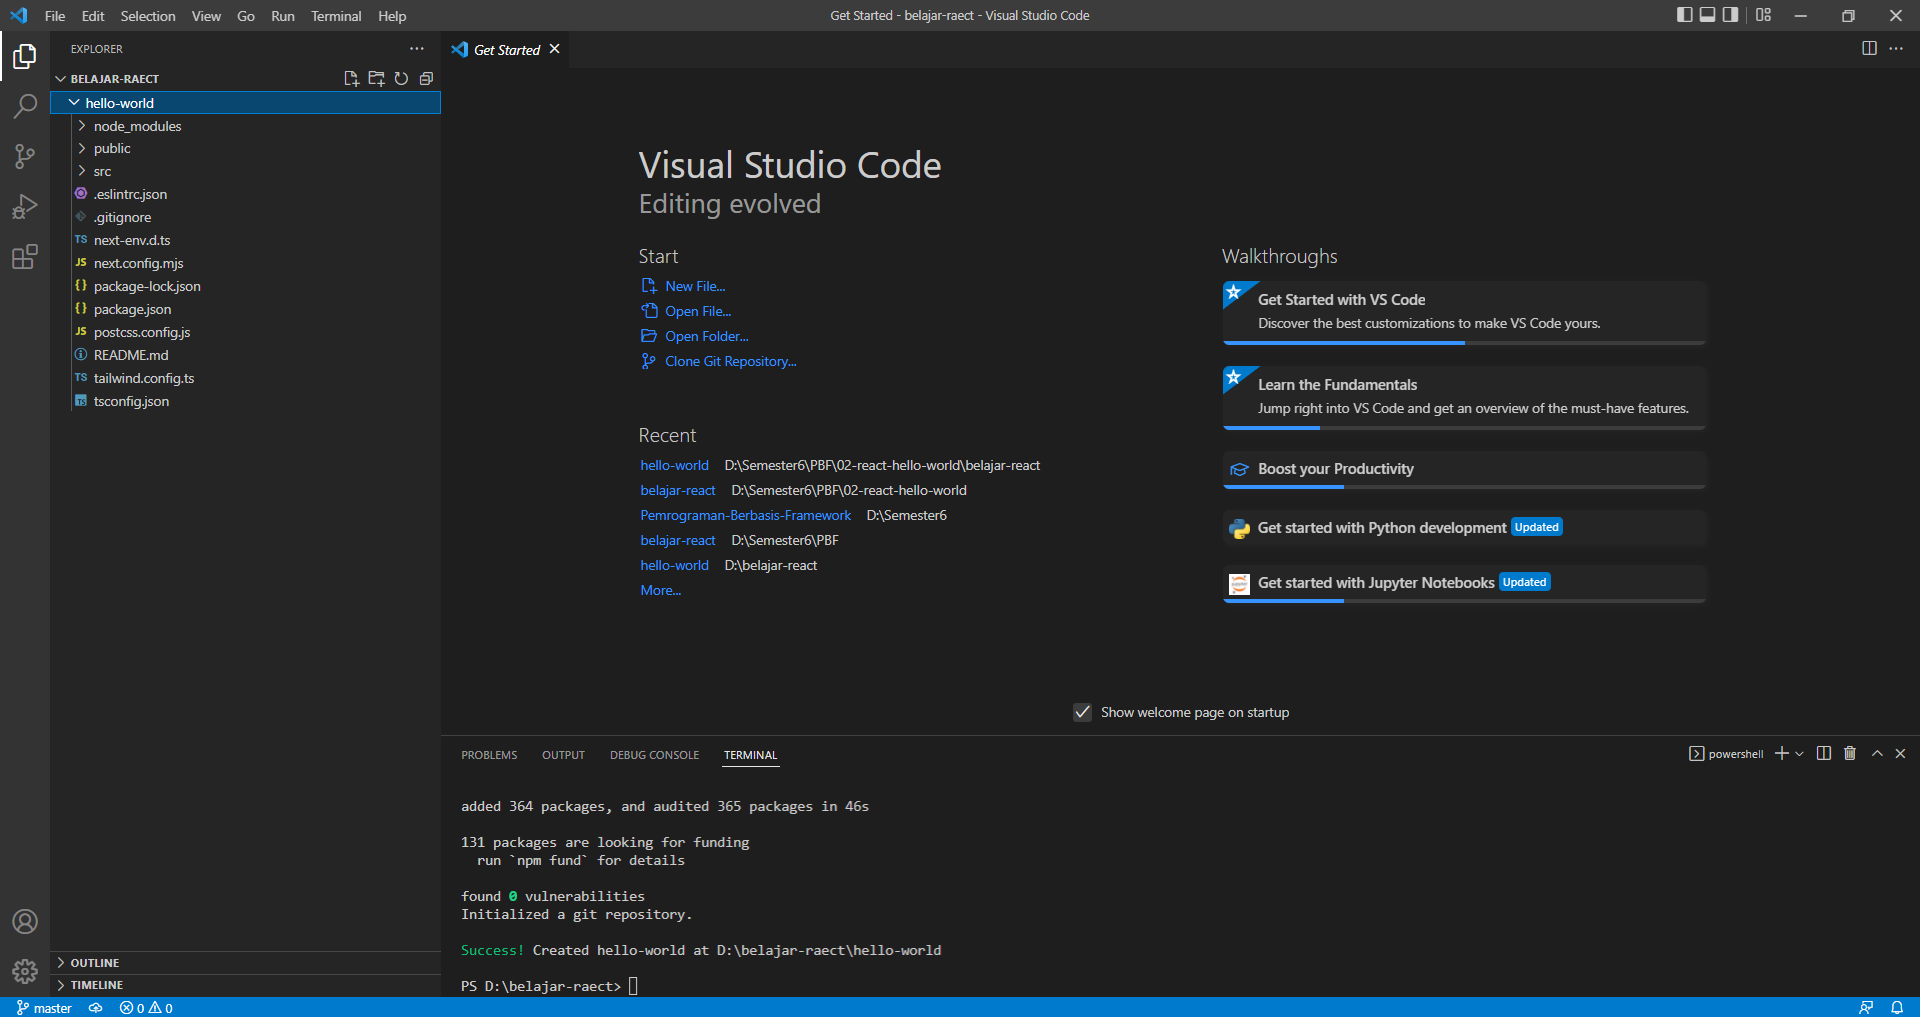 File Edit Selection View Go Run Terminal Help
Get Started - belajar-raect - Visual Studio Code
EXPLORER
BELAJAR-RAECT
hello-world
node_modules
public
src
.eslintrc.json
.gitignore
TS next-env.d.ts
JS next.config.mjs
{} package-lock.json
{} package.json
JS postcss.config.js
README.md
TS tailwind.config.ts
TS tsconfig.json
OUTLINE
TIMELINE
Get Started
Visual Studio Code
Editing evolved
Start
New File...
Open File...
Open Folder...
Clone Git Repository...
Recent
hello-world D:\Semester6\PBF\02-react-hello-world\belajar-react
belajar-react D:\Semester6\PBF\02-react-hello-world
Pemrograman-Berbasis-Framework D:\Semester6
belajar-react D:\Semester6\PBF
hello-world D:\belajar-react
More...
Walkthroughs
Get Started with VS Code
Discover the best customizations to make VS Code yours.
Learn the Fundamentals
Jump right into VS Code and get an overview of the must-have features.
Boost your Productivity
Get started with Python development Updated
Get started with Jupyter Notebooks Updated
Show welcome page on startup
PROBLEMS OUTPUT DEBUG CONSOLE TERMINAL
powershell
added 364 packages, and audited 365 packages in 46s
131 packages are looking for funding
run `npm fund` for details
found 0 vulnerabilities
Initialized a git repository.
Success! Created hello-world at D:\belajar-raect\hello-world
PS D:\belajar-raect>
master 0 0